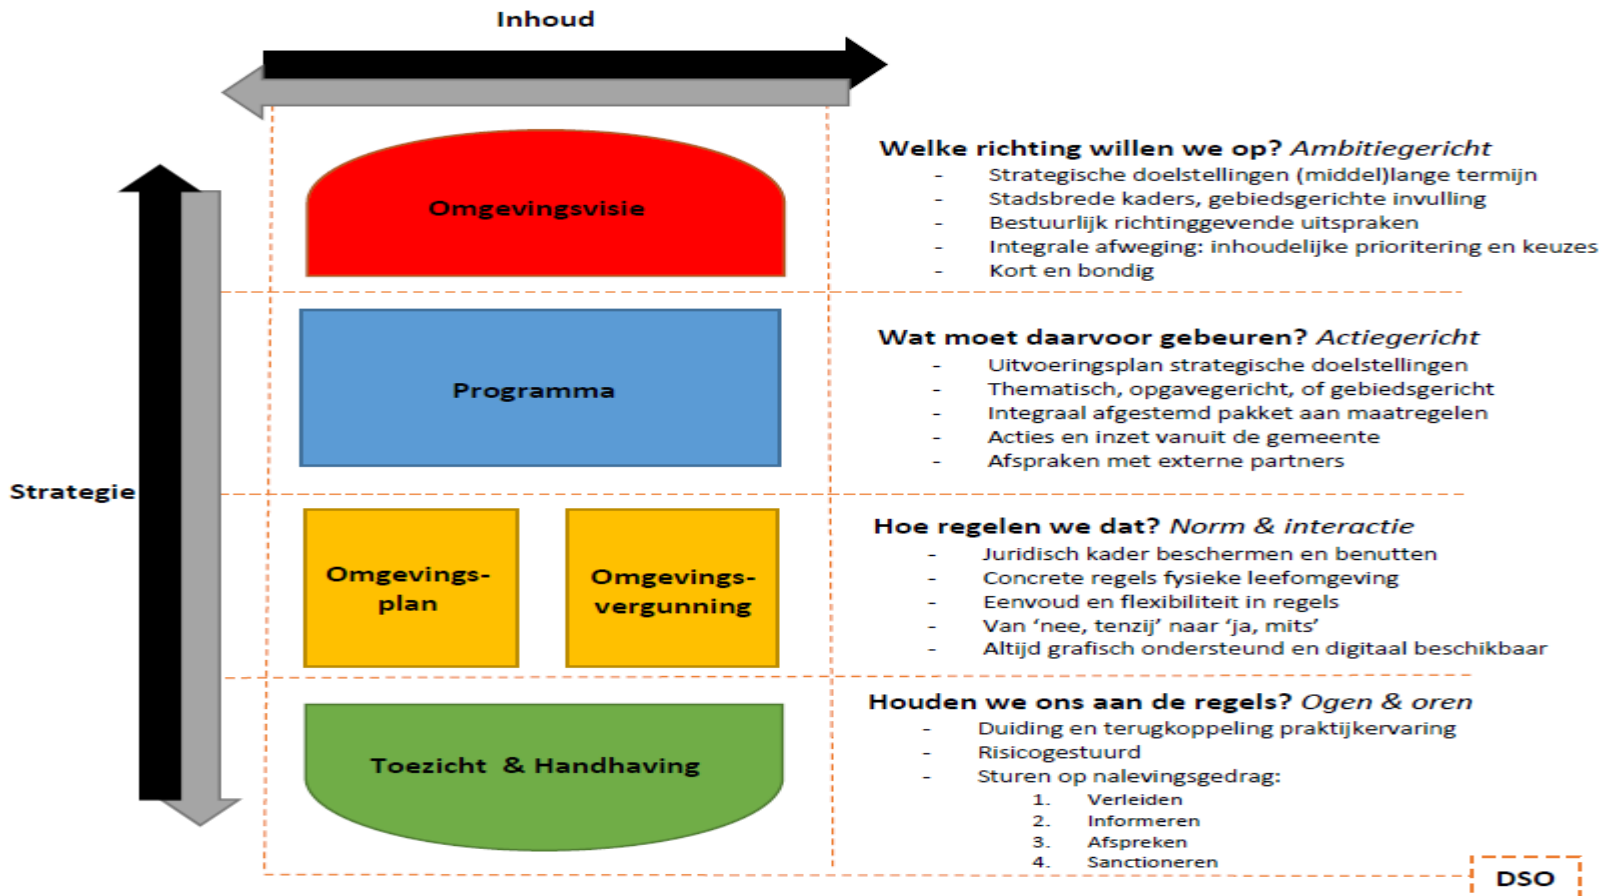 Inhoud
Omgevingsvisie
Welke richting willen we op? Ambitiegericht
- Strategische doelstellingen (middel)lange termijn
- Stadsbrede kaders, gebiedsgerichte invulling
- Bestuurlijk richtinggevende uitspraken
- Integrale afweging: inhoudelijke prioritering en keuzes
- Kort en bondig
Programma
Wat moet daarvoor gebeuren? Actiegericht
- Uitvoeringsplan strategische doelstellingen
- Thematisch, opgavegericht, of gebiedsgericht
- Integraal afgestemd pakket aan maatregelen
- Acties en inzet vanuit de gemeente
- Afspraken met externe partners
Strategie
Omgevings-
plan
Omgevings-
vergunning
Hoe regelen we dat? Norm & interactie
- Juridisch kader beschermen en benutten
- Concrete regels fysieke leefomgeving
- Eenvoud en flexibiliteit in regels
- Van ‘nee, tenzij’ naar ‘ja, mits’
- Altijd grafisch ondersteund en digitaal beschikbaar
Toezicht & Handhaving
Houden we ons aan de regels? Ogen & oren
- Duiding en terugkoppeling praktijkervaring
- Risicogestuurd
- Sturen op nalevingsgedrag:
1. Verleiden
2. Informeren
3. Afspreken
4. Sanctioneren
DSO